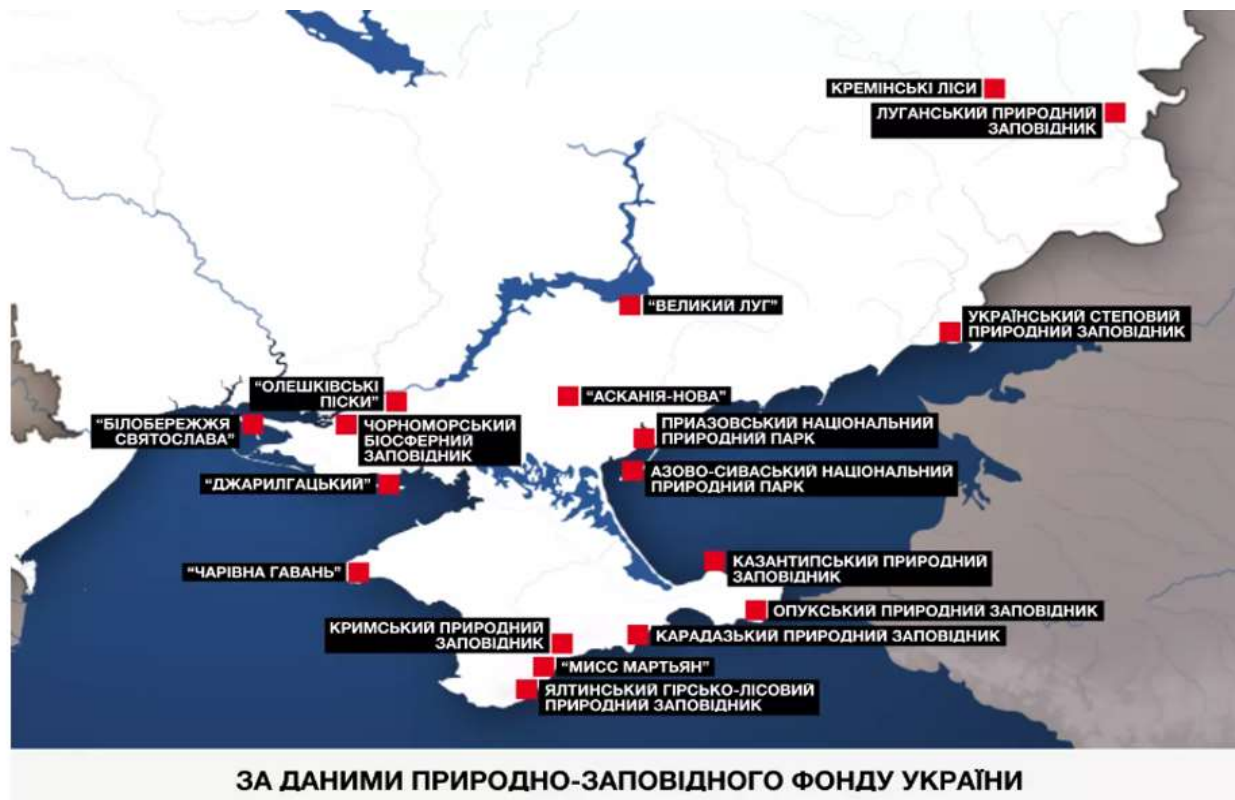 КРЕМІНСЬКІ ЛІСИ
ЛУГАНСЬКИЙ ПРИРОДНИЙ
ЗАПОВІДНИК
“ВЕЛИКИЙ ЛУГ”
УКРАЇНСЬКИЙ СТЕПОВИЙ
ПРИРОДНИЙ ЗАПОВІДНИК
“ОЛЕШКІВСЬКІ
ПІСКИ”
“АСКАНІЯ-НОВА”
“БІЛОБЕРЕЖЖЯ
СВЯТОСЛАВА”
ЧОРНОМОРСЬКИЙ
БІОСФЕРНИЙ
ЗАПОВІДНИК
ПРИАЗОВСЬКИЙ НАЦІОНАЛЬНИЙ
ПРИРОДНИЙ ПАРК
АЗОВО-СИВАСЬКИЙ НАЦІОНАЛЬНИЙ
ПРИРОДНИЙ ПАРК
“ДЖАРИЛГАЦЬКИЙ”
“ЧАРІВНА ГАВАНЬ”
КАЗАНТИПСЬКИЙ ПРИРОДНИЙ
ЗАПОВІДНИК
ОПУКСЬКИЙ ПРИРОДНИЙ ЗАПОВІДНИК
КРИМСЬКИЙ ПРИРОДНИЙ
ЗАПОВІДНИК
КАРАДАЗЬКИЙ ПРИРОДНИЙ ЗАПОВІДНИК
“МИСС МАРТЬЯН”
ЯЛТИНСЬКИЙ ГІРСЬКО-ЛІСОВИЙ
ПРИРОДНИЙ ЗАПОВІДНИК
ЗА ДАНИМИ ПРИРОДНО-ЗАПОВІДНОГО ФОНДУ УКРАЇНИ